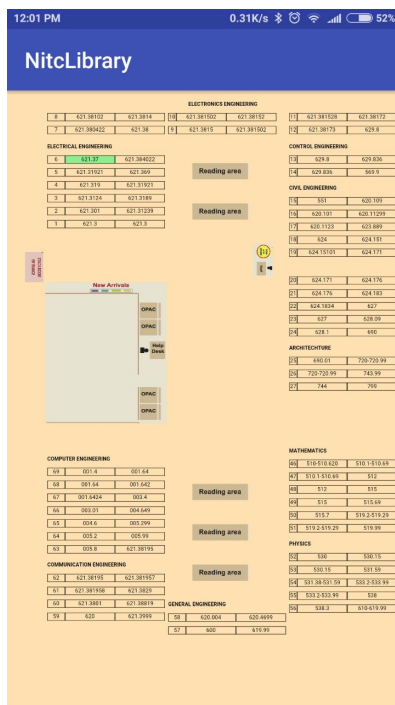 12:01 PM 0.31K/s 52%
NitcLibrary
ELECTRONICS ENGINEERING
8 621.38102 621.3814
10 621.381502 621.38152
11 621.381528 621.38172
7 621.380422 621.38
9 621.3815 621.381502
12 621.38173 629.8
ELECTRICAL ENGINEERING
CONTROL ENGINEERING
6 621.37 621.384022
13 629.8 629.836
5 621.31921 621.369
Reading area
14 629.836 569.9
4 621.319 621.31921
CIVIL ENGINEERING
3 621.3124 621.3189
15 551 620.109
2 621.301 621.31239
Reading area
16 620.101 620.11299
1 621.3 621.3
17 620.1123 623.889
18 624 624.151
19 624.15101 624.171
20 624.171 624.176
New Arrivals
21 624.176 624.183
22 624.1834 627
OPAC
23 627 628.09
OPAC
24 628.1 690
Help Desk
ARCHITECHTURE
25 690.01 720-720.99
26 720-720.99 743.99
27 744 799
OPAC
OPAC
MATHEMATICS
COMPUTER ENGINEERING
46 510-510.620 510.1-510.69
69 001.4 001.64
47 510.1-510.69 512
68 001.64 001.642
48 512 515
67 001.6424 003.4
Reading area
49 515 515.69
66 003.01 004.649
50 515.7 519.2-519.29
65 004.6 005.299
51 519.2-519.29 519.99
64 005.2 005.99
Reading area
PHYSICS
63 005.8 621.38195
52 530 530.15
COMMUNICATION ENGINEERING
53 530.15 531.59
62 621.38195 621.381957
Reading area
54 531.38-531.59 533.2-533.99
61 621.381958 621.3829
55 533.2-533.99 538
60 621.3801 621.38819
GENERAL ENGINEERING
56 538.3 610-619.99
59 620 621.3999
58 620.004 620.4699
57 600 619.99